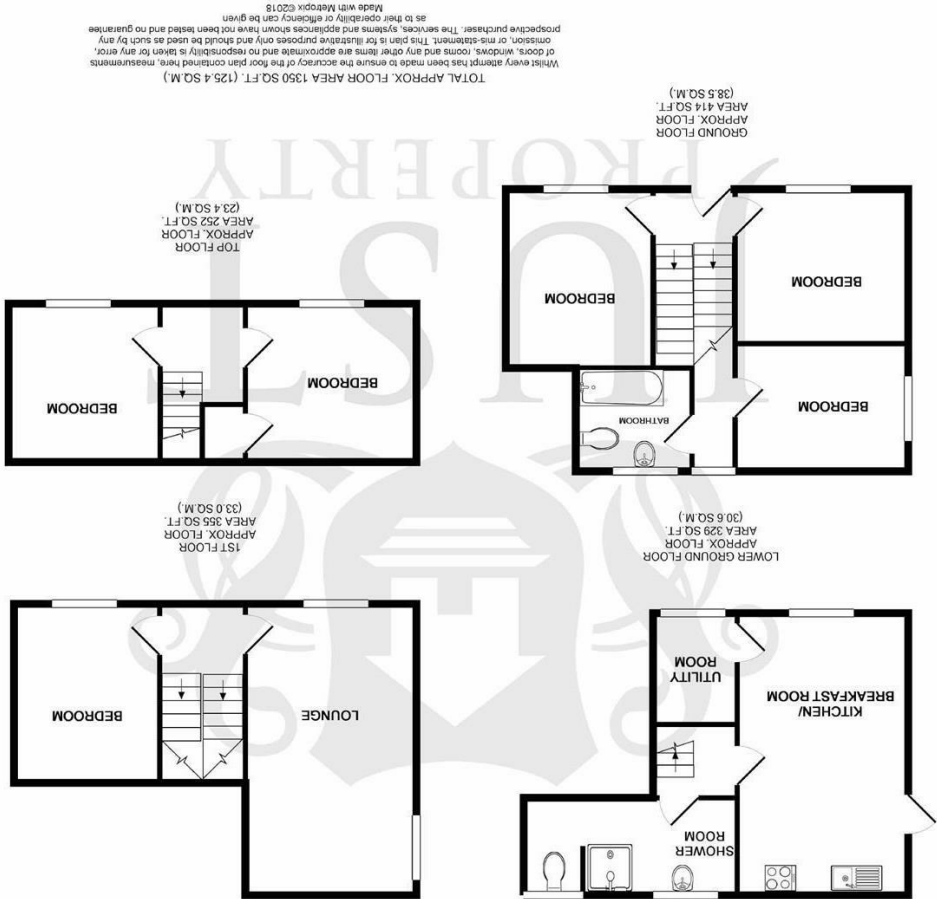 SHOWER
ROOM
KITCHEN/
BREAKFAST ROOM
UTILITY
ROOM
LOWER GROUND FLOOR
APPROX. FLOOR
AREA 329 SQ.FT.
(30.6 SQ.M.)
LOUNGE
BEDROOM
1ST FLOOR
APPROX. FLOOR
AREA 355 SQ.FT.
(33.0 SQ.M.)
BATHROOM
BEDROOM
BEDROOM
BEDROOM
GROUND FLOOR
APPROX. FLOOR
AREA 414 SQ.FT.
(38.5 SQ.M.)
BEDROOM
BEDROOM
TOP FLOOR
APPROX. FLOOR
AREA 252 SQ.FT.
(23.4 SQ.M.)
JUST
PROPERTY
TOTAL APPROX. FLOOR AREA 1350 SQ.FT. (125.4 SQ.M.)
Whilst every attempt has been made to ensure the accuracy of the floor plan contained here, measurements
of doors, windows, rooms and any other items are approximate and no responsibility is taken for any error,
omission, or mis-statement. This plan is for illustrative purposes only and should be used as such by any
prospective purchaser. The services, systems and appliances shown have not been tested and no guarantee
as to their operability or efficiency can be given
Made with Metropix ©2018